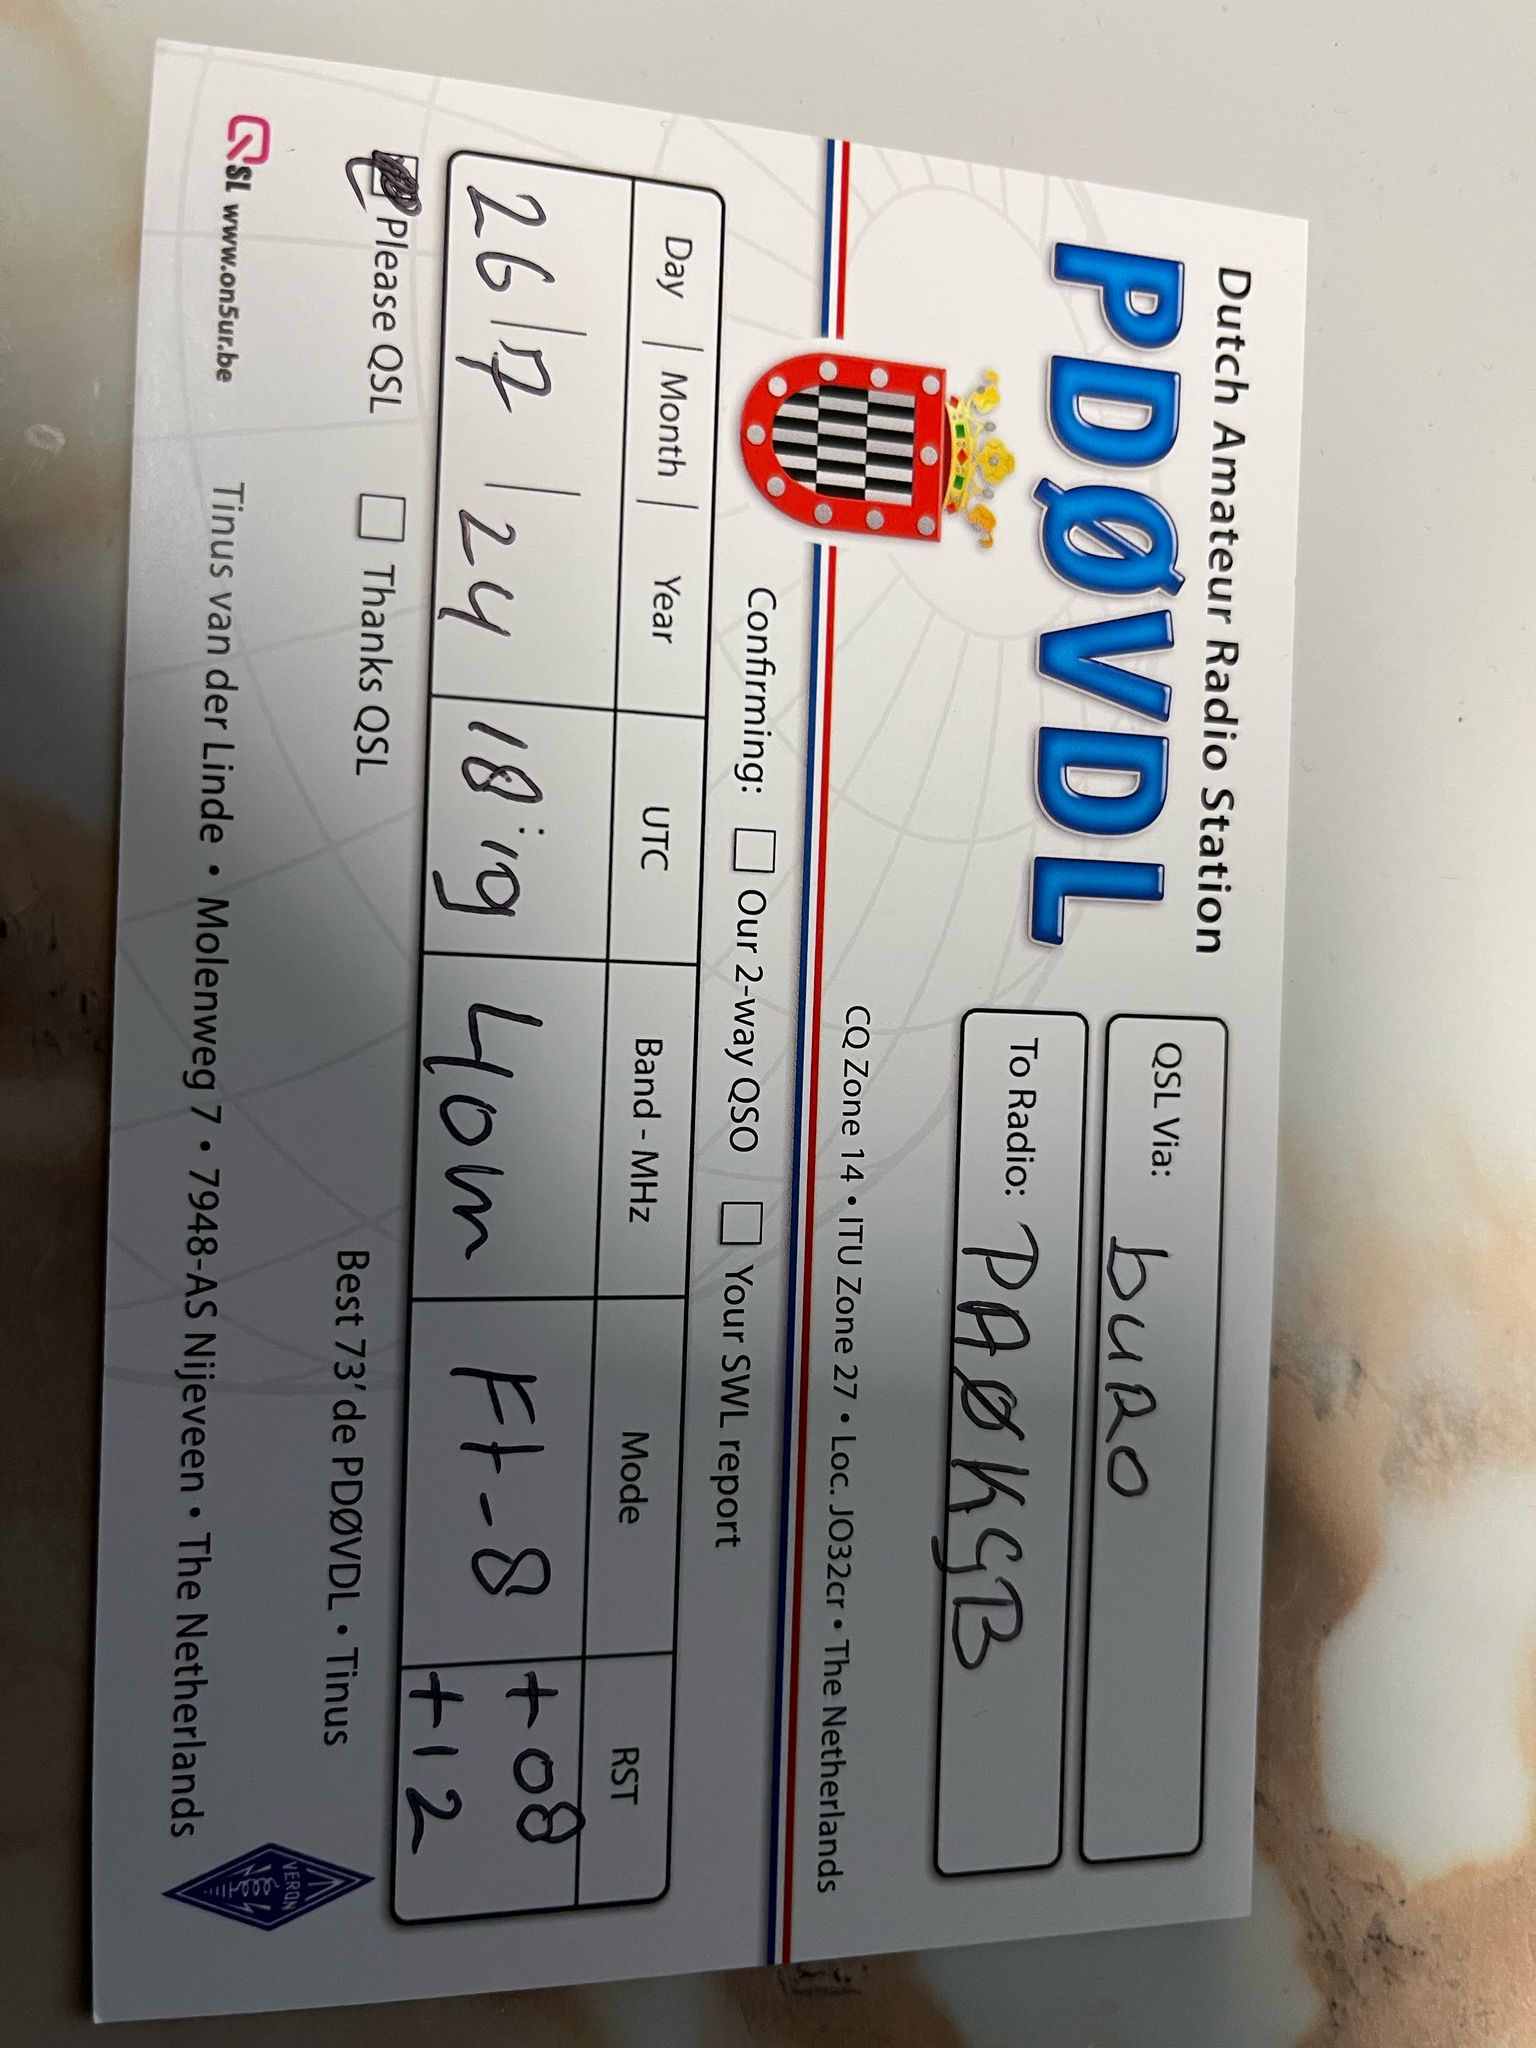 Dutch Amateur Radio Station
PDØVDL
QSL Via: buro
To Radio: PAØKGB
CQ Zone 14 • ITU Zone 27 • Loc. JO32cr • The Netherlands
Confirming: Our 2-way QSO Your SWL report
Day | Month | Year UTC Band - MHz Mode RST
26 | 7 | 24 18:19 40m Ft-8 +08
+12
Please QSL Thanks QSL Best 73' de PDØVDL • Tinus
QSL www.on5ur.be Tinus van der Linde • Molenweg 7 • 7948-AS Nijeveen • The Netherlands
VERON